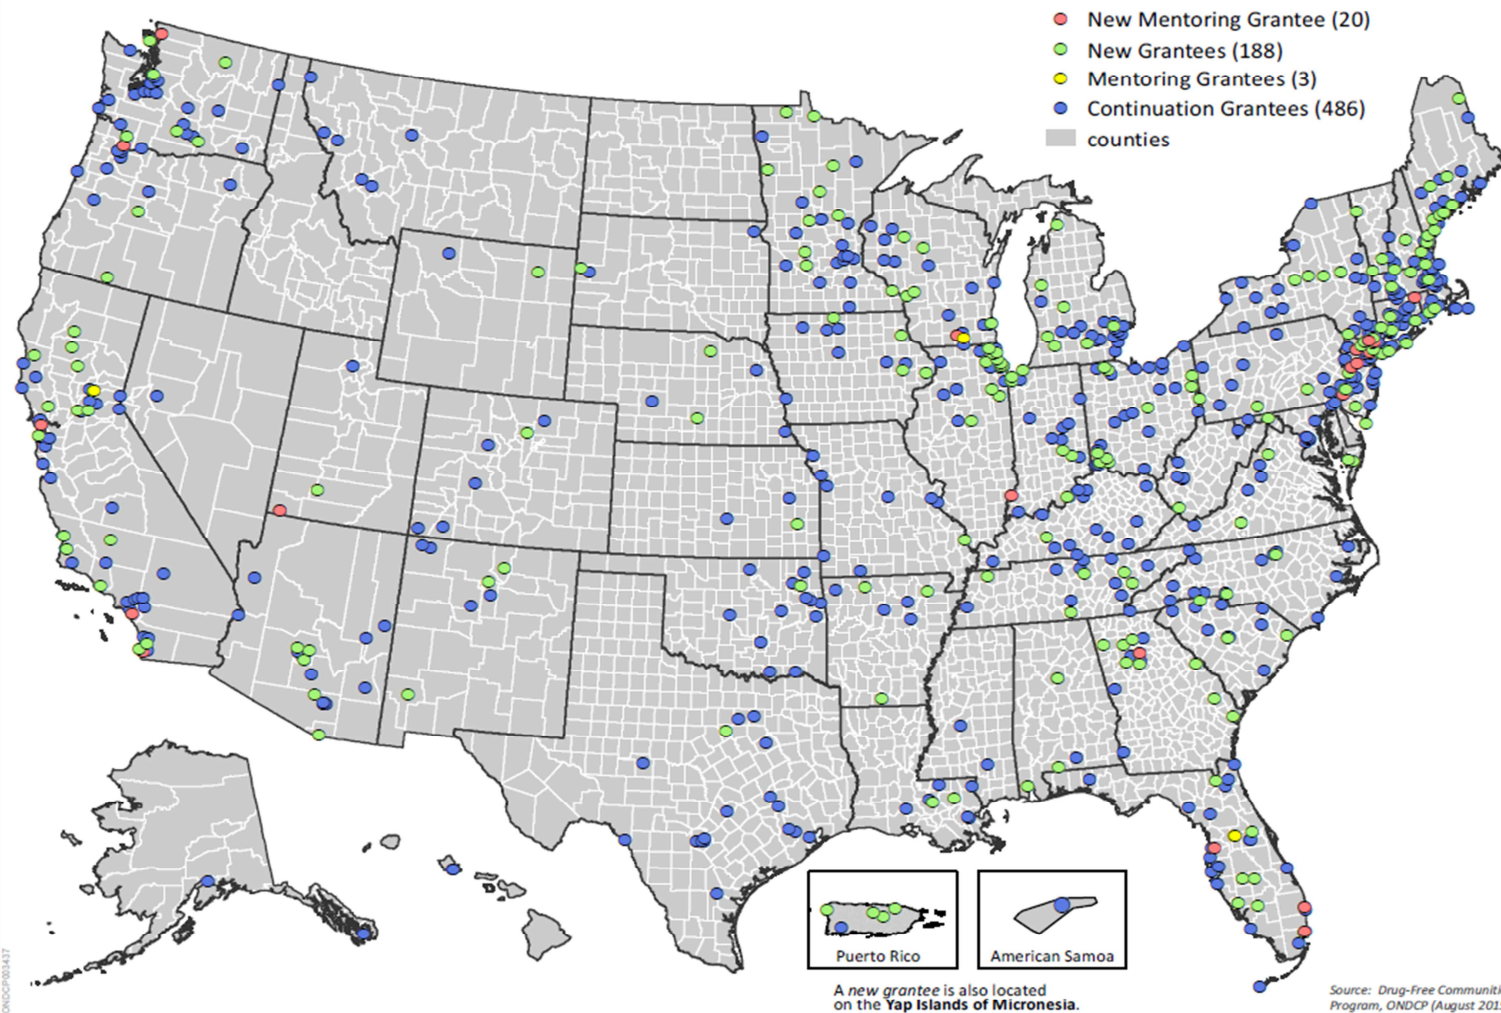 New Mentoring Grantee (20)
New Grantees (188)
Mentoring Grantees (3)
Continuation Grantees (486)
counties
Puerto Rico
American Samoa
A new grantee is also located
on the Yap Islands of Micronesia.
Source: Drug-Free Communiti
Program, ONDCP (August 201
ONDCP003437